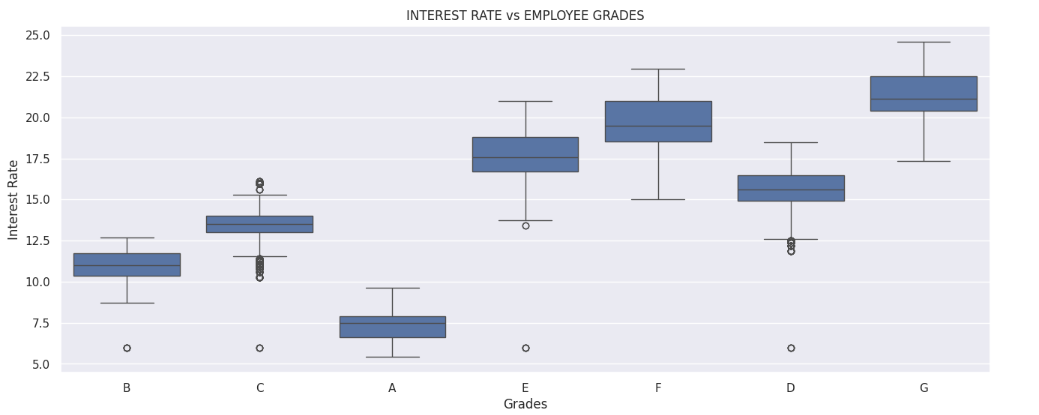 INTEREST RATE vs EMPLOYEE GRADES
25.0
22.5
20.0
17.5
15.0
12.5
10.0
7.5
5.0
Interest Rate
B C A E F D G
Grades